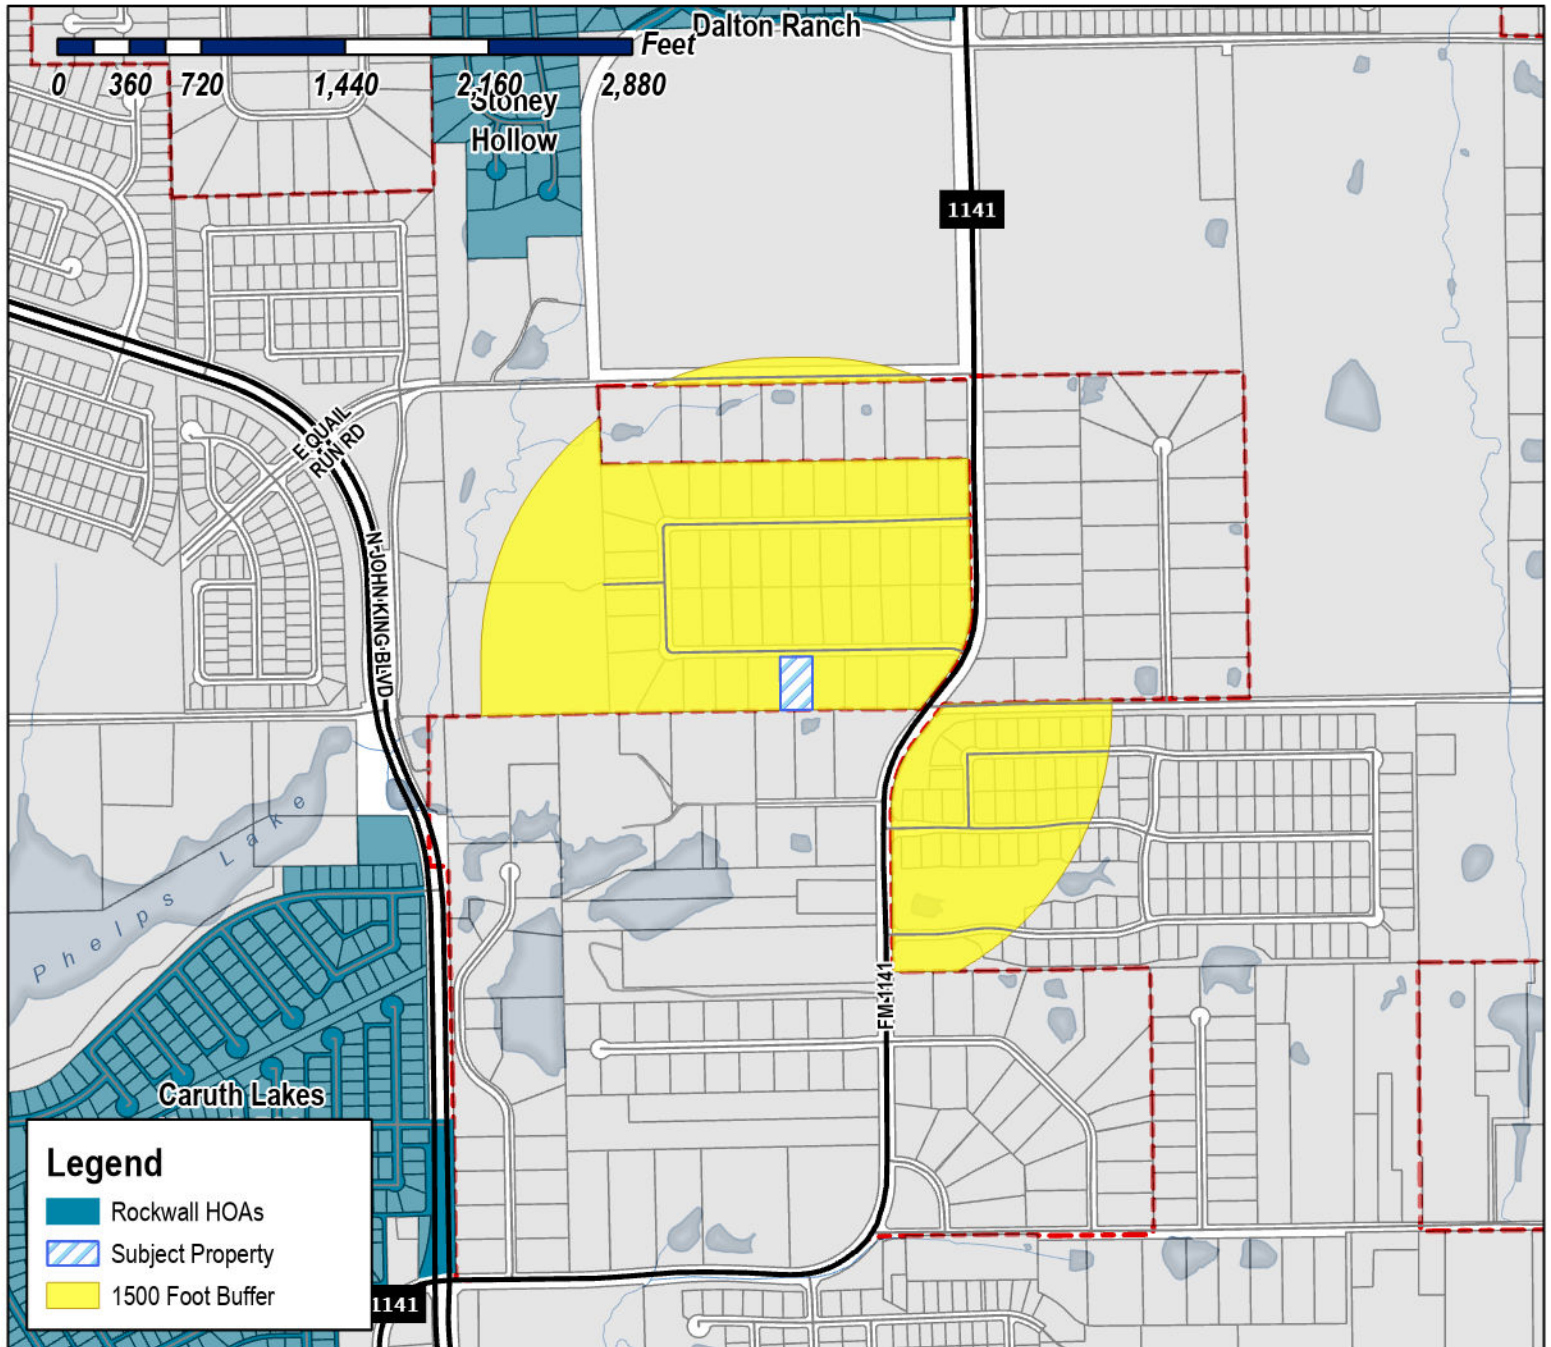 Dalton Ranch
Feet
0 360 720 1,440 2,160 2,880
Stoney
Hollow
1141
E QUAIL
RUN RD
N JOHN KING BLVD
Phelps Lake
FM 1141
Caruth Lakes
Legend
Rockwall HOAs
Subject Property
1500 Foot Buffer
1141